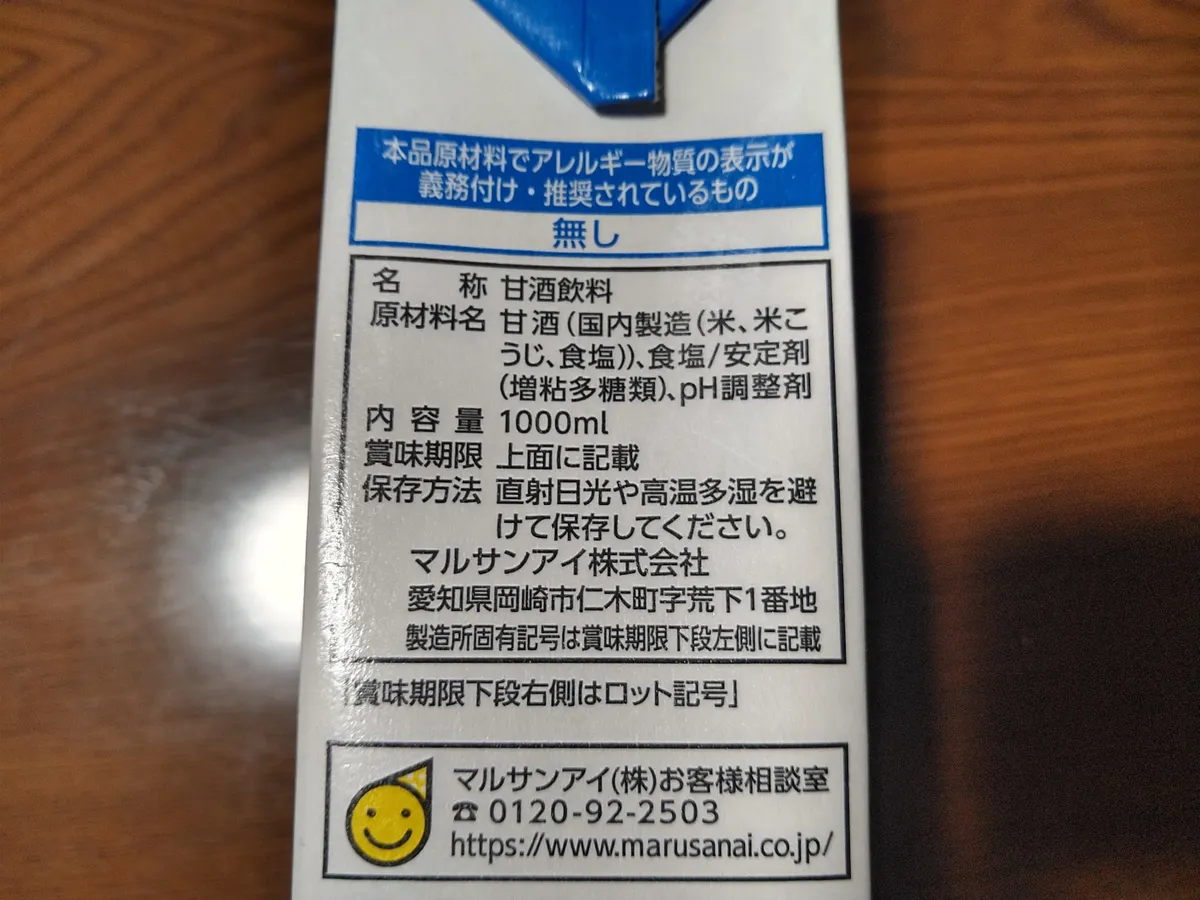 本品原材料でアレルギー物質の表示が
義務付け・推奨されているもの
無し
名称 甘酒飲料
原材料名 甘酒(国内製造(米、米こ
うじ、食塩))、食塩/安定剤
(増粘多糖類)、pH調整剤
内容量 1000ml
賞味期限 上面に記載
保存方法 直射日光や高温多湿を避
けて保存してください。
マルサンアイ株式会社
愛知県岡崎市仁木町字荒下1番地
製造所固有記号は賞味期限下段左側に記載
「賞味期限下段右側はロット記号」
マルサンアイ(株)お客様相談室
☎ 0120-92-2503
https://www.marusanai.co.jp/